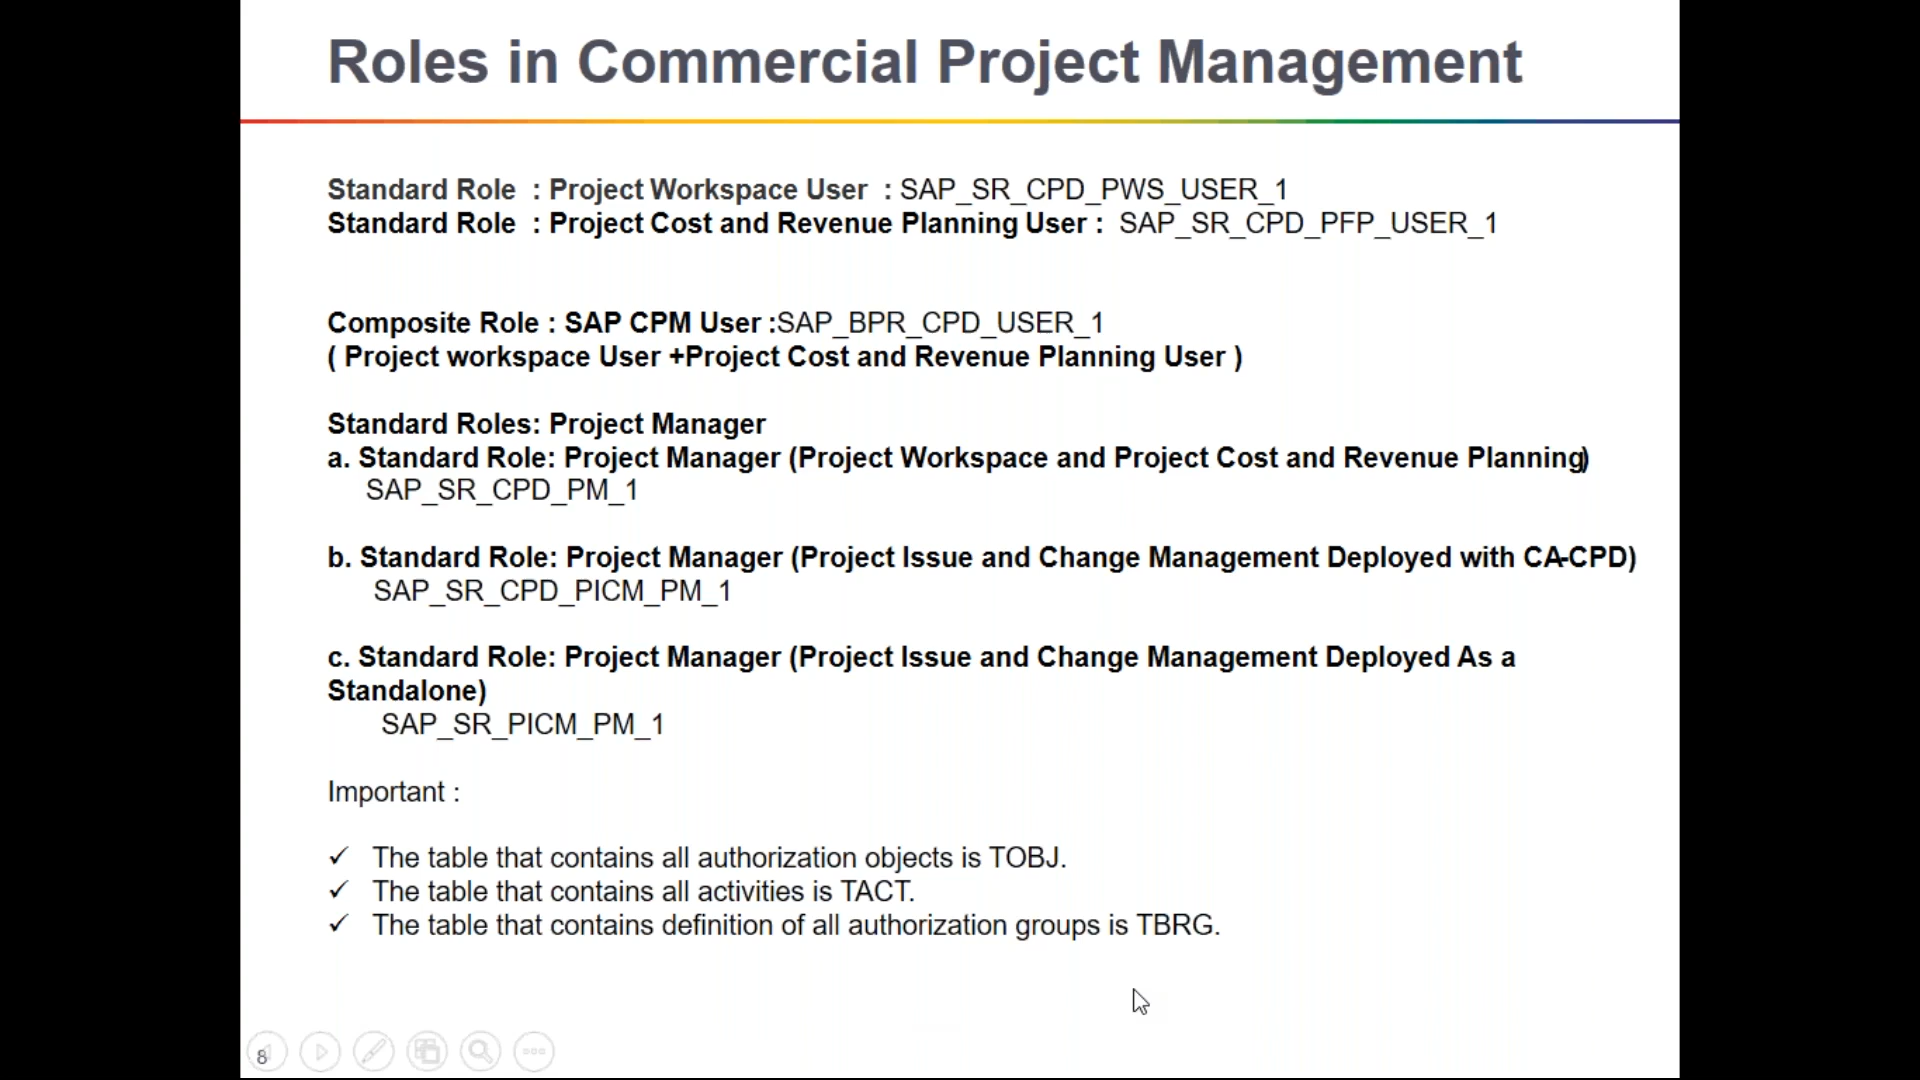 Roles in Commercial Project Management
Standard Role : Project Workspace User : SAP_SR_CPD_PWS_USER_1
Standard Role : Project Cost and Revenue Planning User : SAP_SR_CPD_PFP_USER_1
Composite Role : SAP CPM User :SAP_BPR_CPD_USER_1
( Project workspace User +Project Cost and Revenue Planning User )
Standard Roles: Project Manager
a. Standard Role: Project Manager (Project Workspace and Project Cost and Revenue Planning)
SAP_SR_CPD_PM_1
b. Standard Role: Project Manager (Project Issue and Change Management Deployed with CA-CPD)
SAP_SR_CPD_PICM_PM_1
c. Standard Role: Project Manager (Project Issue and Change Management Deployed As a
Standalone)
SAP_SR_PICM_PM_1
Important :
✓ The table that contains all authorization objects is TOBJ.
✓ The table that contains all activities is TACT.
✓ The table that contains definition of all authorization groups is TBRG.
8